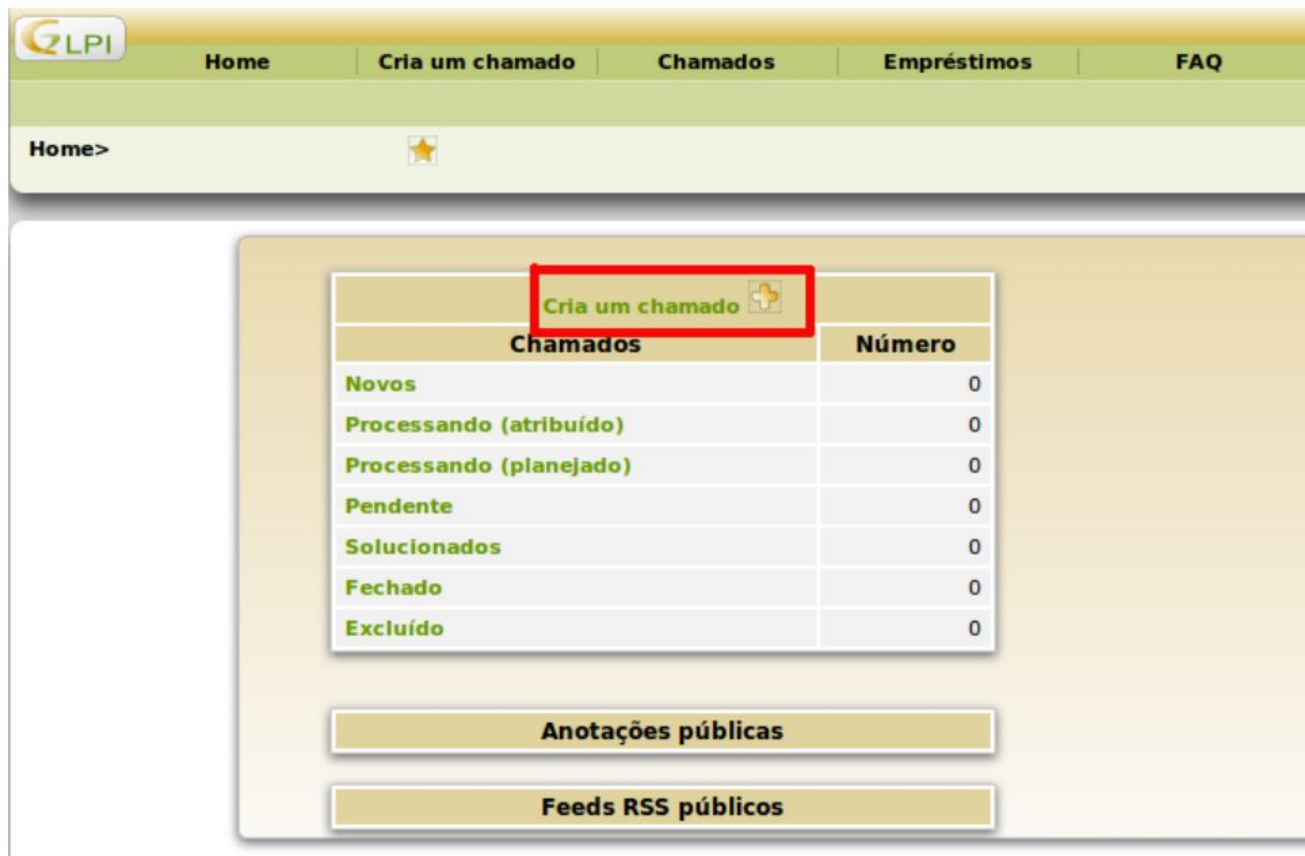 GLPI
Home Cria um chamado Chamados Empréstimos FAQ
Home>
Cria um chamado
Chamados Número
Novos 0
Processando (atribuído) 0
Processando (planejado) 0
Pendente 0
Solucionados 0
Fechado 0
Excluído 0
Anotações públicas
Feeds RSS públicos